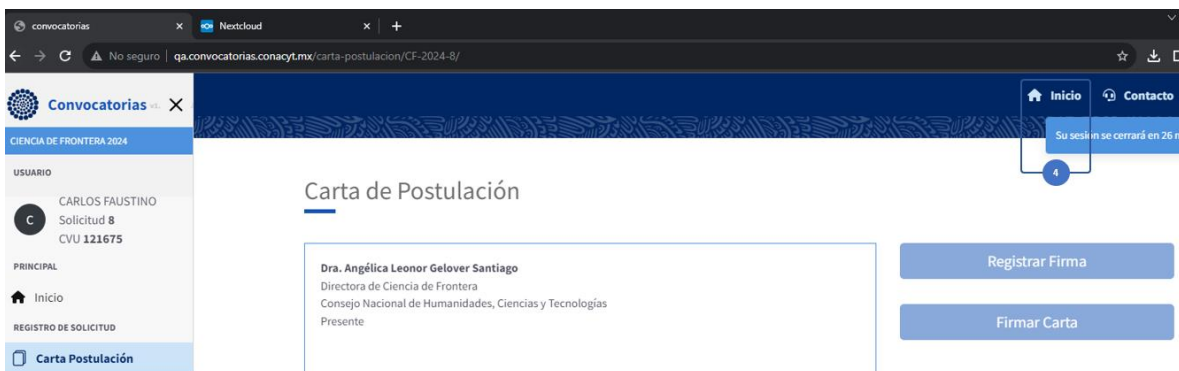 convocatorias
Nextcloud
No seguro | qa.convocatorias.conacyt.mx/carta-postulacion/CF-2024-8/
Convocatorias
Inicio
Contacto
CIENCIA DE FRONTERA 2024
Su sesión se cerrará en 26
4
USUARIO
C
CARLOS FAUSTINO
Solicitud 8
CVU 121675
PRINCIPAL
Inicio
REGISTRO DE SOLICITUD
Carta Postulación
Carta de Postulación
Dra. Angélica Leonor Gelover Santiago
Directora de Ciencia de Frontera
Consejo Nacional de Humanidades, Ciencias y Tecnologías
Presente
Registrar Firma
Firmar Carta